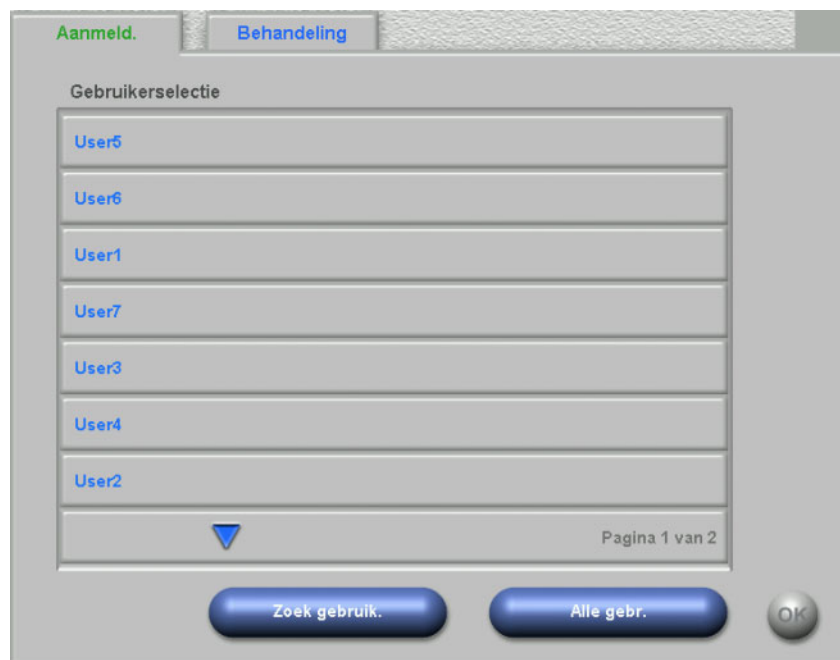 Aanmeld. Behandeling
Gebruikerselectie
User5
User6
User1
User7
User3
User4
User2
Pagina 1 van 2
Zoek gebruik. Alle gebr. OK